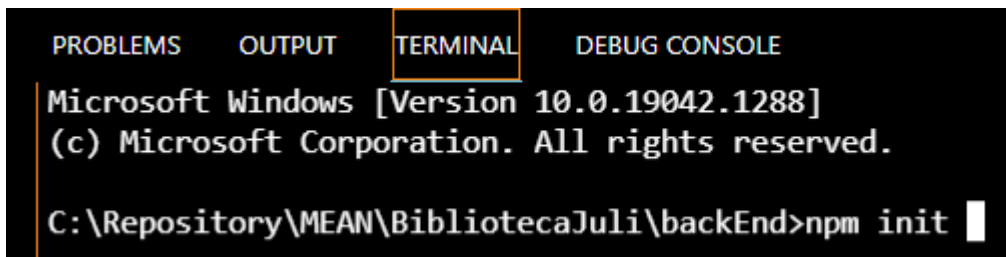 PROBLEMS OUTPUT TERMINAL DEBUG CONSOLE
Microsoft Windows [Version 10.0.19042.1288]
(c) Microsoft Corporation. All rights reserved.
C:\Repository\MEAN\BibliotecaJuli\backEnd>npm init